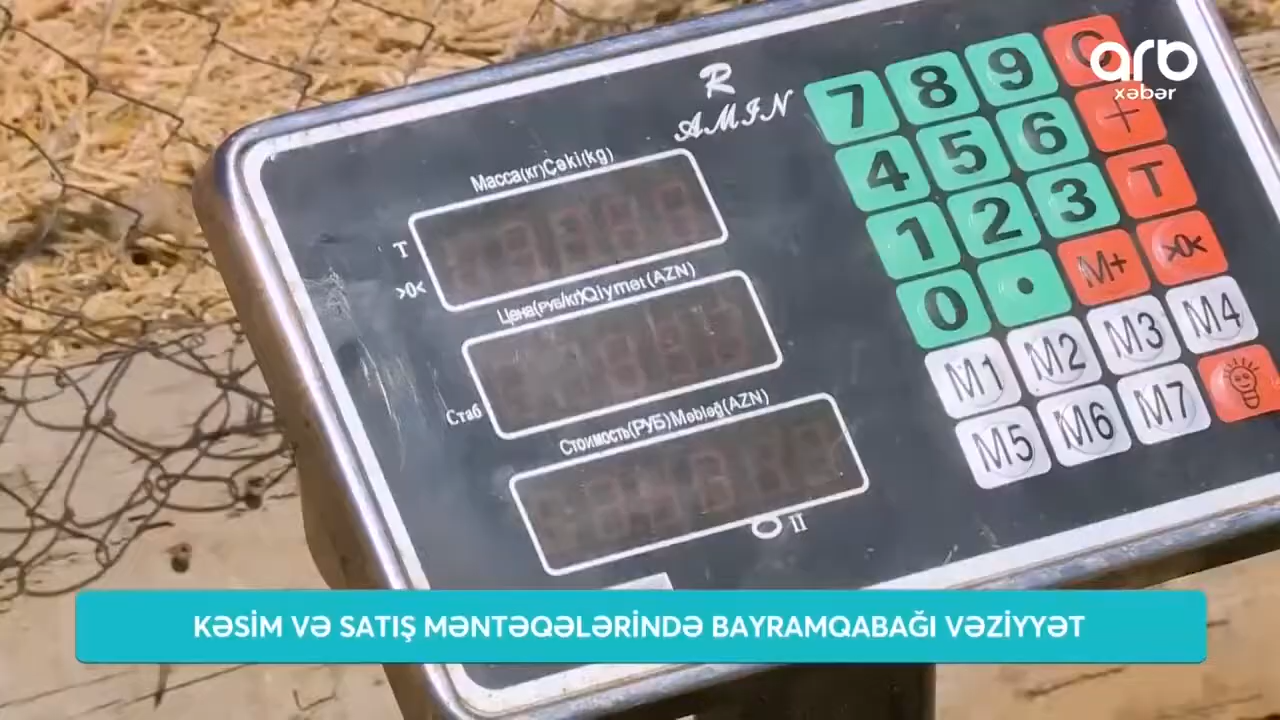 arb
xəbər
R
AMIN
Масса(кг)Çəki(kg)
T
>0<
Цена(РУБ/кг)Qiymət(AZN)
Стаб
Стоимость(РУБ)Məbləğ(AZN)
II
7 8 9 C
4 5 6 +
1 2 3 T
0 . M+ >0<
M1 M2 M3 M4
M5 M6 M7
KƏSİM VƏ SATIŞ MƏNTƏQƏLƏRİNDƏ BAYRAMQABAĞI VƏZİYYƏT